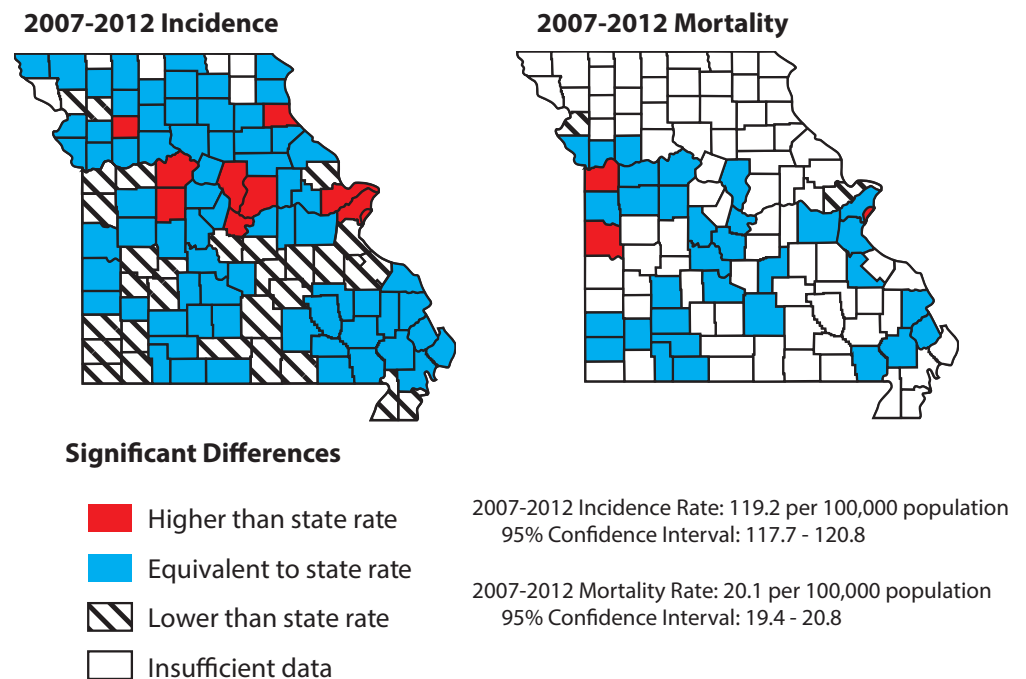 2007-2012 Incidence
2007-2012 Mortality
Significant Differences
Higher than state rate
Equivalent to state rate
Lower than state rate
Insufficient data
2007-2012 Incidence Rate: 119.2 per 100,000 population
95% Confidence Interval: 117.7 - 120.8
2007-2012 Mortality Rate: 20.1 per 100,000 population
95% Confidence Interval: 19.4 - 20.8